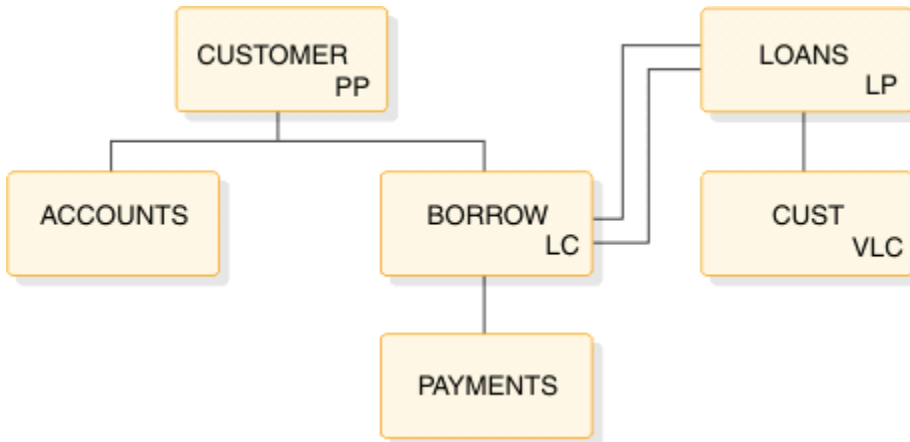 CUSTOMER
PP
LOANS
LP
ACCOUNTS
BORROW
LC
CUST
VLC
PAYMENTS